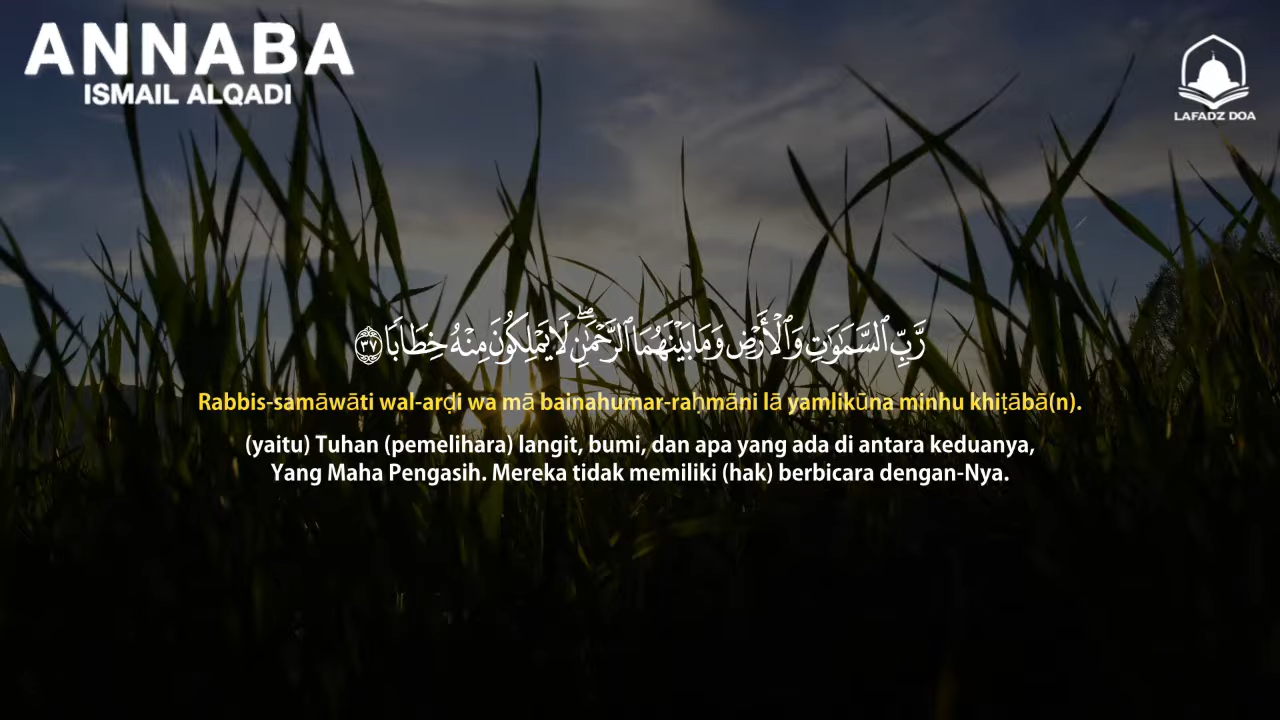 ANNABA
ISMAIL ALQADI
LAFADZ DOA
رَّبِّ ٱلسَّمَٰوَٰتِ وَٱلْأَرْضِ وَمَا بَيْنَهُمَا ٱلرَّحْمَٰنِ ۖ لَا يَمْلِكُونَ مِنْهُ خِطَابًا ٣٧
Rabbis-samāwāti wal-arḍi wa mā bainahumar-raḥmāni lā yamlikūna minhu khiṭābā(n).
(yaitu) Tuhan (pemelihara) langit, bumi, dan apa yang ada di antara keduanya,
Yang Maha Pengasih. Mereka tidak memiliki (hak) berbicara dengan-Nya.